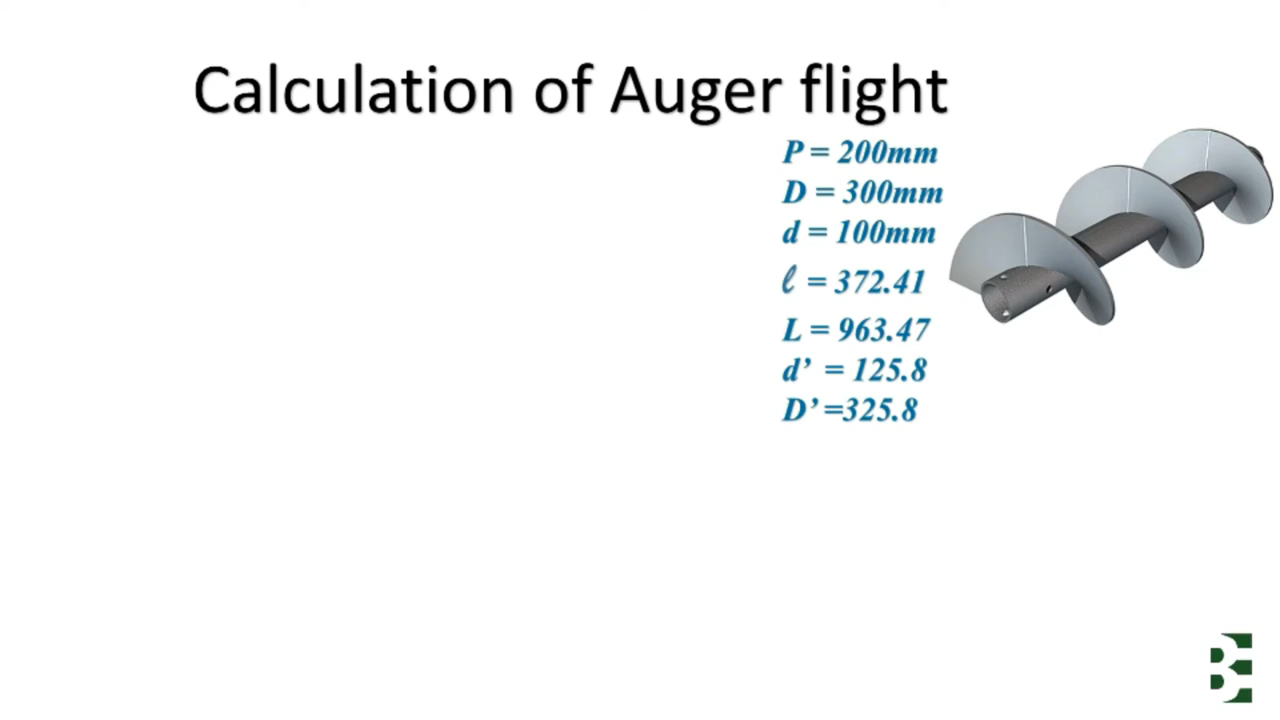 Calculation of Auger flight
P = 200mm
D = 300mm
d = 100mm
ℓ = 372.41
L = 963.47
d’ = 125.8
D’ =325.8